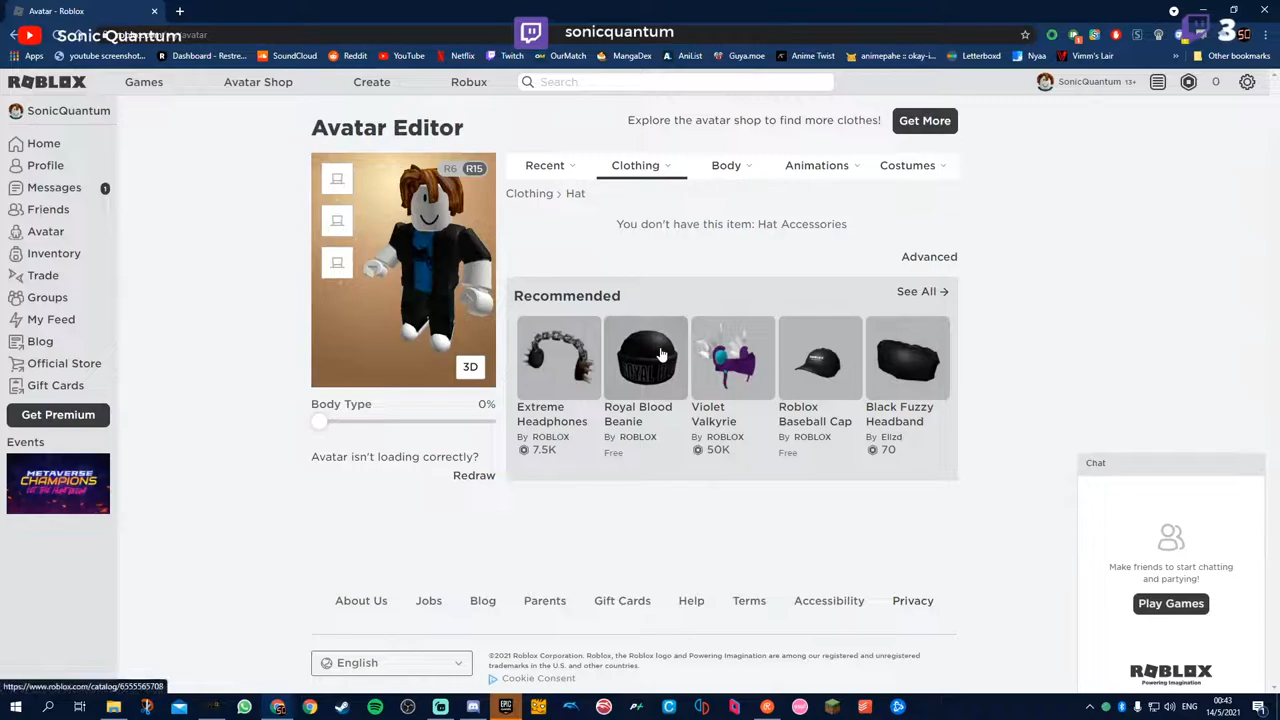 Avatar - Roblox
SonicQuantum
sonicquantum
3
Apps
Roblox
Dashboard - Restre...
SoundCloud
reddit
YouTube
Netflix
Twitch
OurMatch
MangaDex
AniList
Guya.moe
Anime Twist
animepahe :: okay-i...
Letterboxd
Nyaa
Vimm's Lair
»
Other bookmarks
ROBLOX
Games
Avatar Shop
Create
Robux
Search
SonicQuantum 13+
0
SonicQuantum
Home
Profile
Messages
1
Friends
Avatar
Inventory
Trade
Groups
My Feed
Blog
Official Store
Gift Cards
Get Premium
Events
METAVERSE
CHAMPIONS
Avatar Editor
Explore the avatar shop to find more clothes!
Get More
R6 R15
3D
Body Type 0%
Avatar isn't loading correctly?
Redraw
Recent
Clothing
Body
Animations
Costumes
Clothing > Hat
You don't have this item: Hat Accessories
Advanced
Recommended
See All →
Extreme
Headphones
By ROBLOX
7.5K
Royal Blood
Beanie
By ROBLOX
Free
Violet
Valkyrie
By ROBLOX
50K
Roblox
Baseball Cap
By ROBLOX
Free
Black Fuzzy
Headband
By Elizd
70
Chat
Make friends to start chatting
and partying!
Play Games
ROBLOX
Powering Imagination
About Us
Jobs
Blog
Parents
Gift Cards
Help
Terms
Accessibility
Privacy
English
©2021 Roblox Corporation. Roblox, the Roblox logo and Powering Imagination are among our registered and unregistered
trademarks in the U.S. and other countries.
Cookie Consent
https://www.roblox.com/catalog/6555565708
EPIC
ENG
00:43
14/5/2021